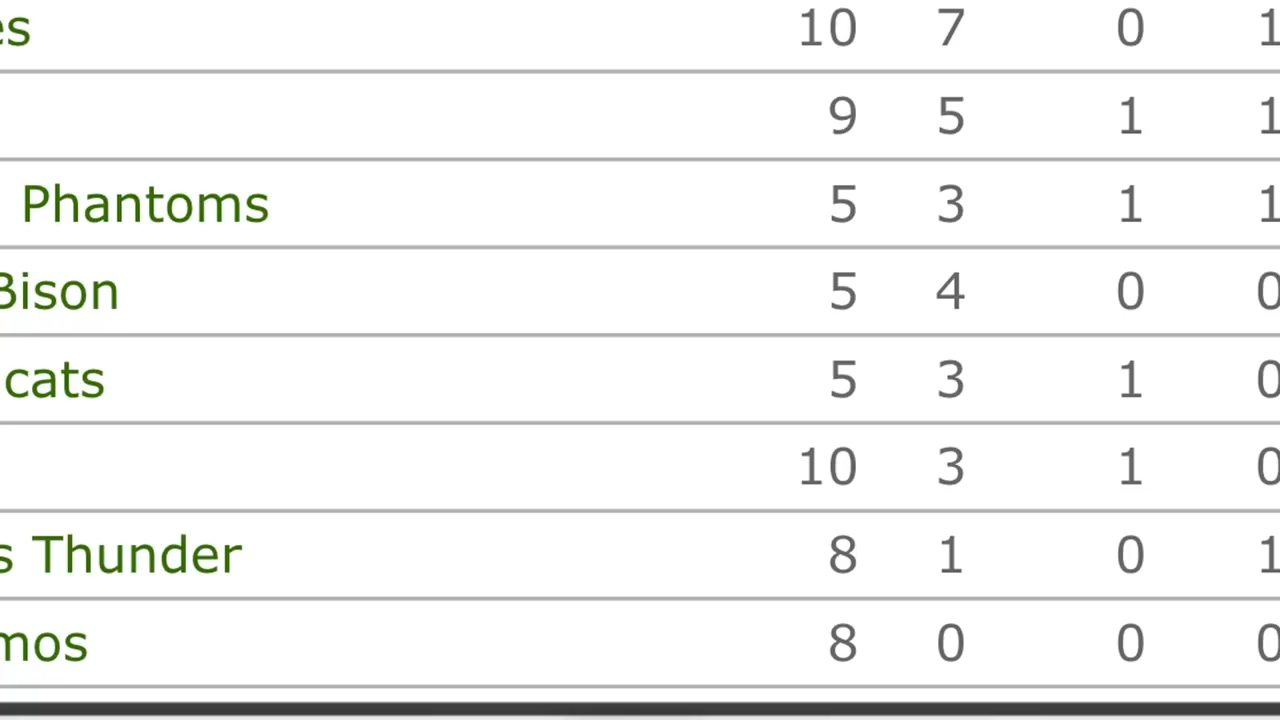 es 10 7 0 1
9 5 1 1
Phantoms 5 3 1 1
Bison 5 4 0 0
cats 5 3 1 0
10 3 1 0
s Thunder 8 1 0 1
mos 8 0 0 0